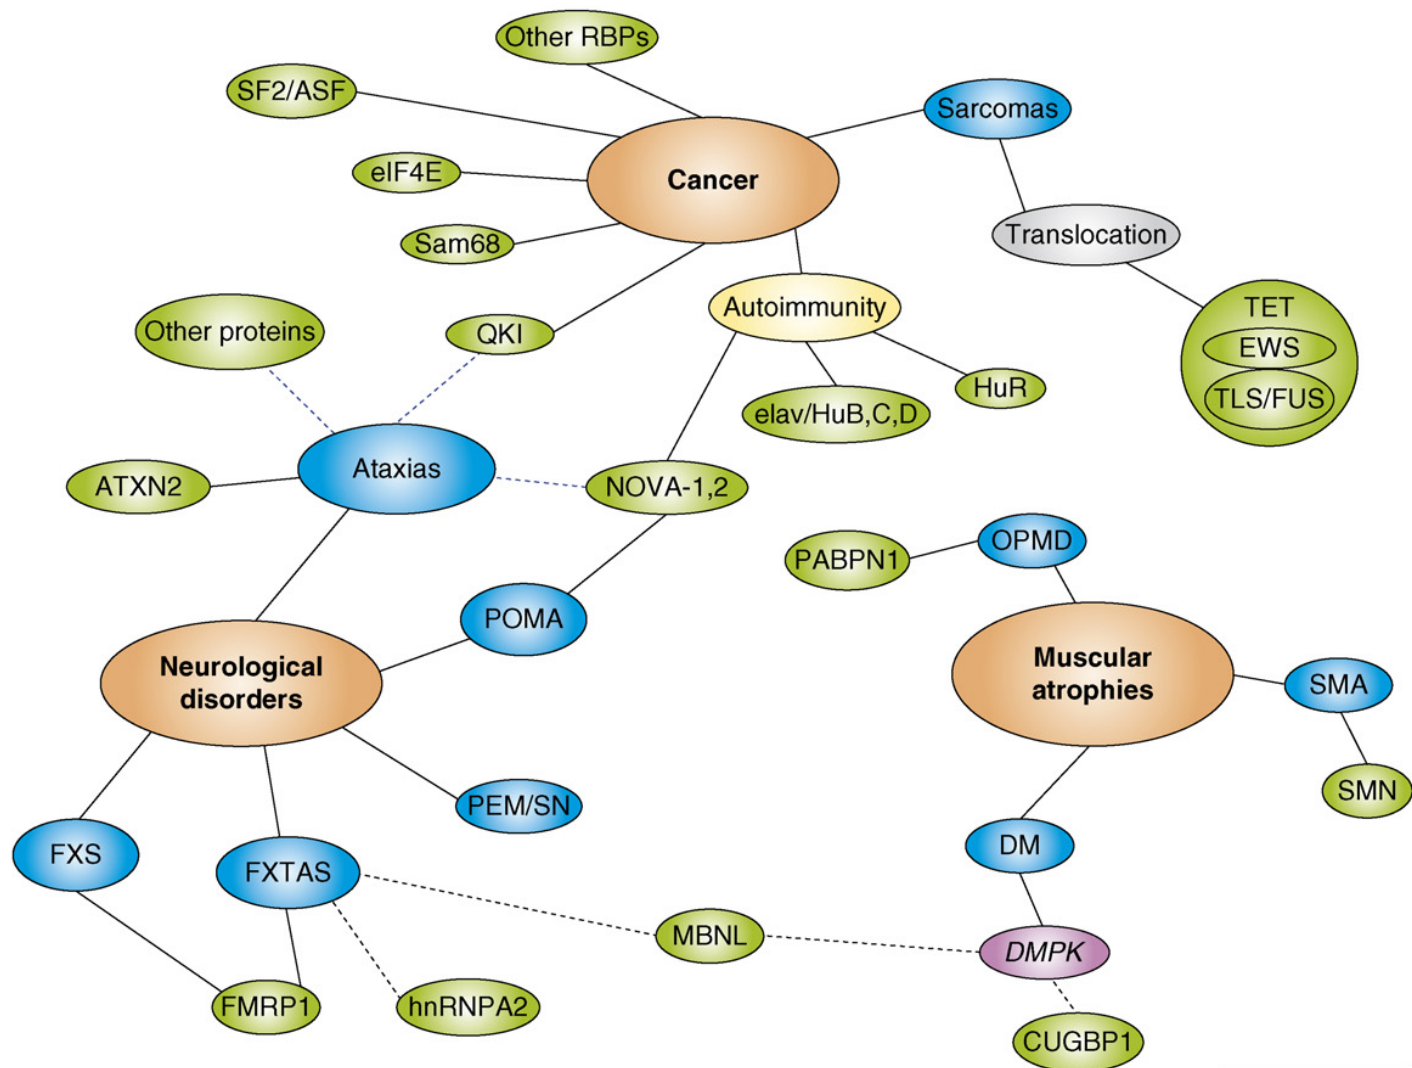 Other RBPs
SF2/ASF
Sarcomas
eIF4E
Cancer
Sam68
Translocation
Other proteins
QKI
Autoimmunity
TET
EWS
TLS/FUS
elav/HuB,C,D
HuR
ATXN2
Ataxias
NOVA-1,2
PABPN1
OPMD
POMA
Neurological
disorders
Muscular
atrophies
SMA
PEM/SN
SMN
FXS
FXTAS
DM
MBNL
DMPK
FMRP1
hnRNPA2
CUGBP1